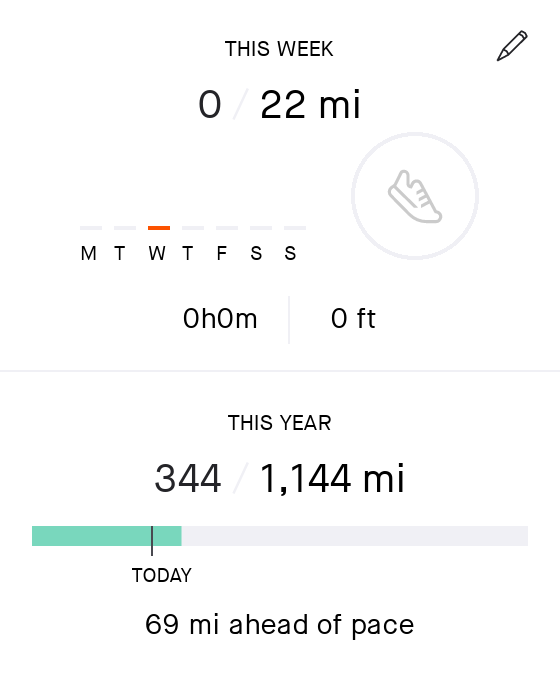 THIS WEEK
0 / 22 mi
M T W T F S S
0h0m 0 ft
THIS YEAR
344 / 1,144 mi
TODAY
69 mi ahead of pace